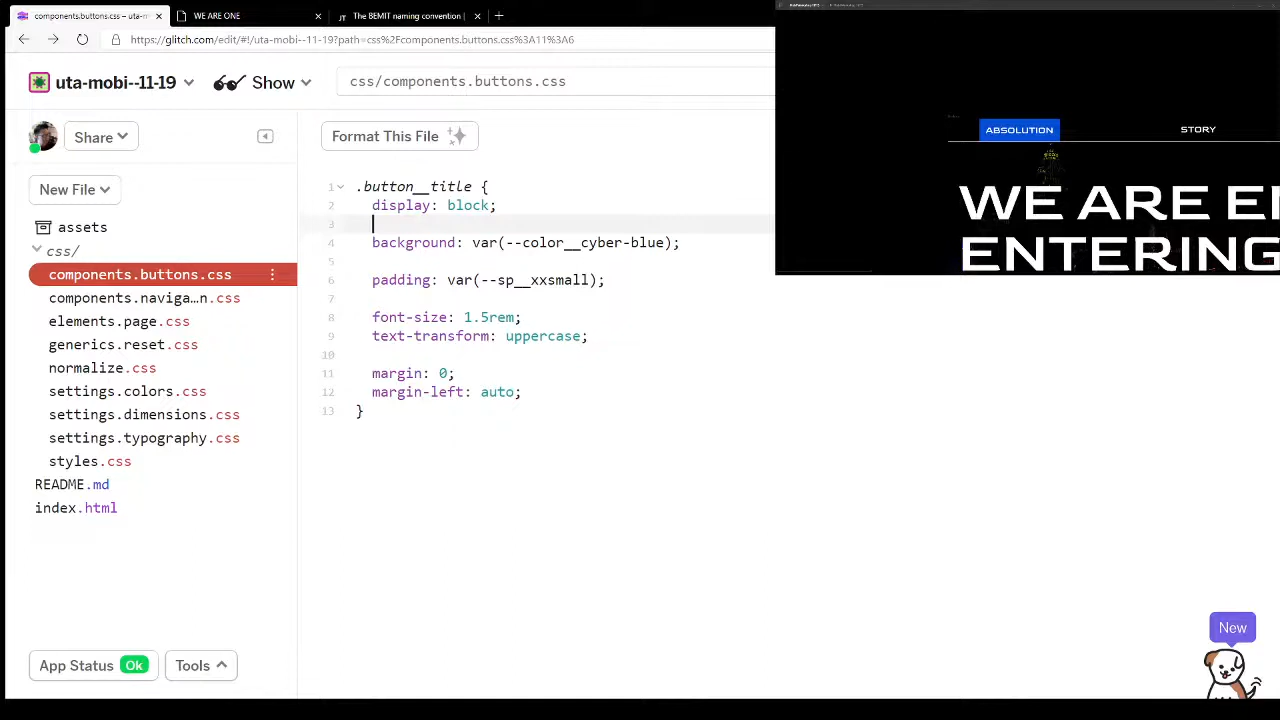 components.buttons.css – uta-m
WE ARE ONE
The BEMIT naming convention |
https://glitch.com/edit/#!/uta-mobi--11-19?path=css%2Fcomponents.buttons.css%3A11%3A6
uta-mobi--11-19
Show
css/components.buttons.css
Share
Format This File
New File
assets
css/
components.buttons.css
components.naviga…n.css
elements.page.css
generics.reset.css
normalize.css
settings.colors.css
settings.dimensions.css
settings.typography.css
styles.css
README.md
index.html
App Status Ok
Tools
1 .button__title {
2 display: block;
3
4 background: var(--color__cyber-blue);
5
6 padding: var(--sp__xxsmall);
7
8 font-size: 1.5rem;
9 text-transform: uppercase;
10
11 margin: 0;
12 margin-left: auto;
13 }
ABSOLUTION
STORY
WE ARE E
ENTERING
New